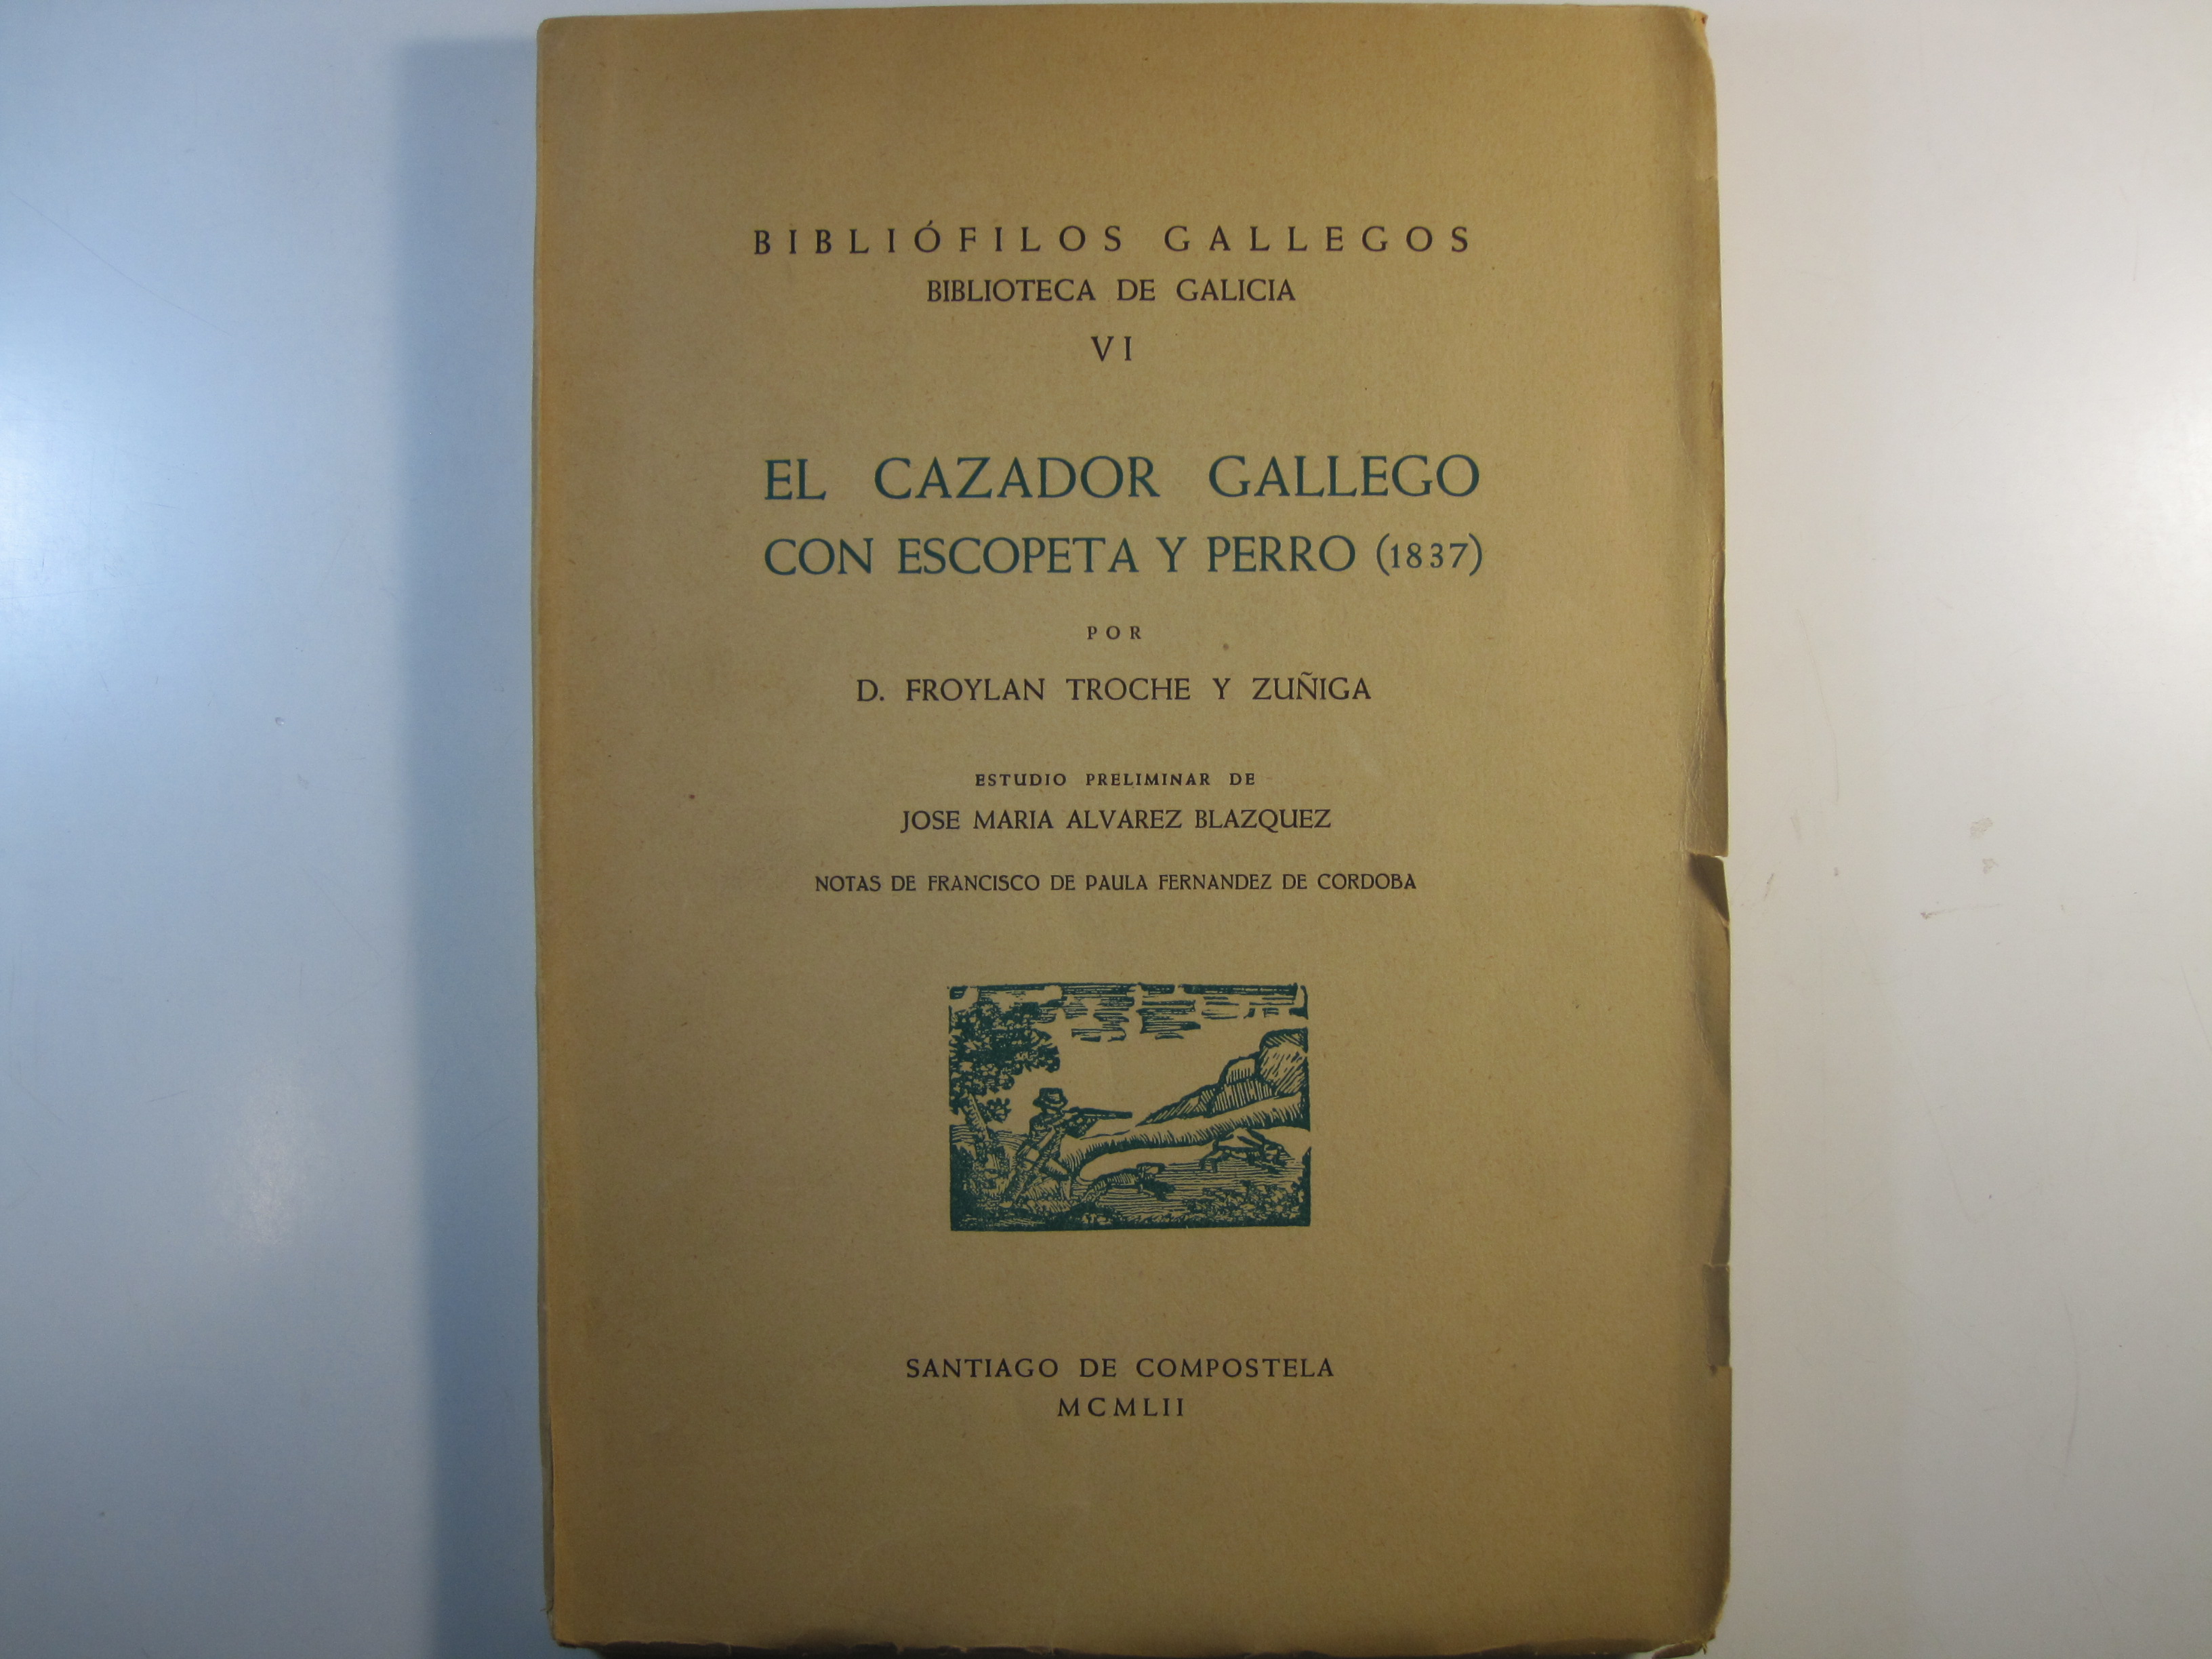 BIBLIÓFILOS GALLEGOS
BIBLIOTECA DE GALICIA
VI
EL CAZADOR GALLEGO
CON ESCOPETA Y PERRO (1837)
POR
D. FROYLAN TROCHE Y ZUÑIGA
ESTUDIO PRELIMINAR DE
JOSE MARIA ALVAREZ BLAZQUEZ
NOTAS DE FRANCISCO DE PAULA FERNANDEZ DE CORDOBA
SANTIAGO DE COMPOSTELA
MCMLII